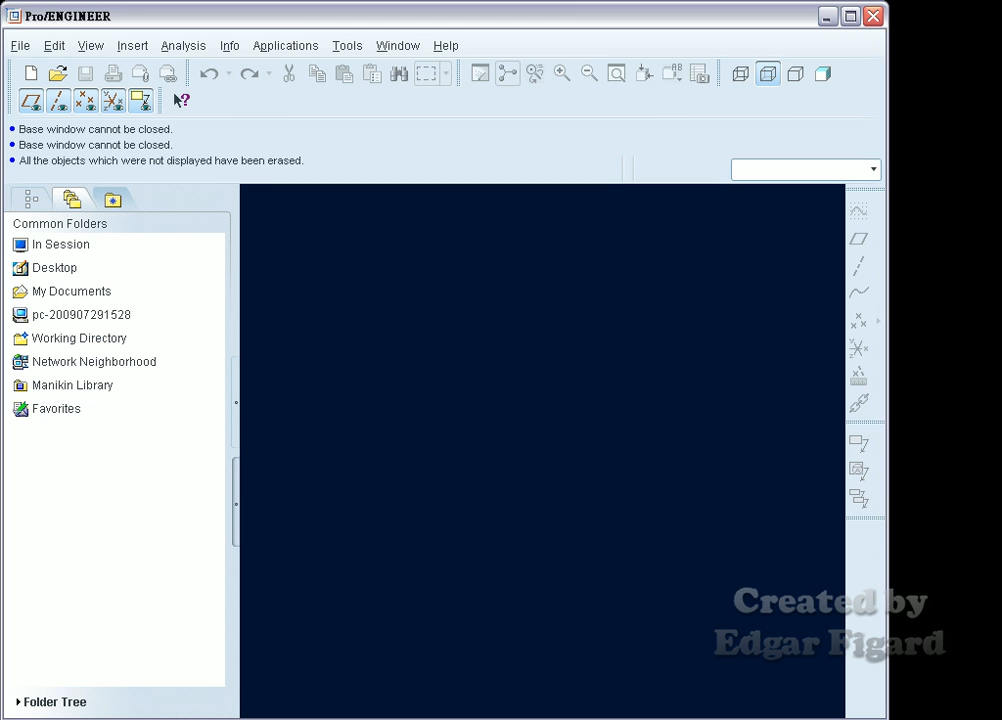 Pro/ENGINEER
File Edit View Insert Analysis Info Applications Tools Window Help
Base window cannot be closed.
Base window cannot be closed.
All the objects which were not displayed have been erased.
Common Folders
In Session
Desktop
My Documents
pc-200907291528
Working Directory
Network Neighborhood
Manikin Library
Favorites
Folder Tree
Created by
Edgar Figard